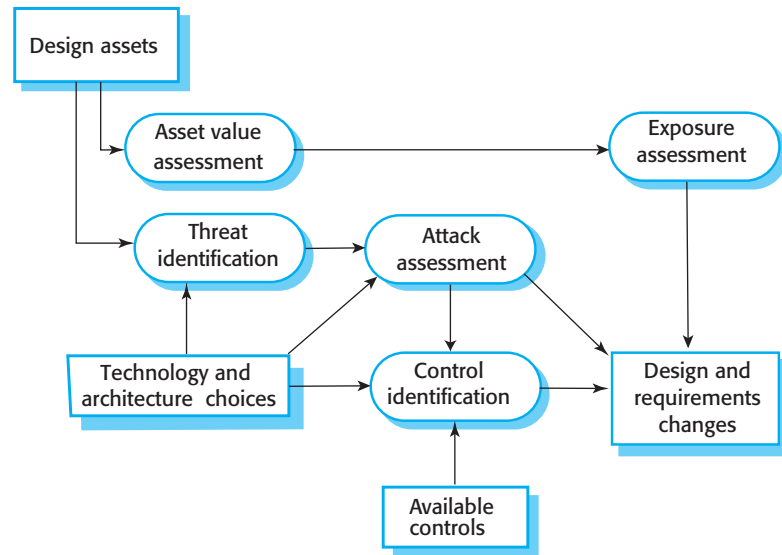 Design assets
Asset value
assessment
Exposure
assessment
Threat
identification
Attack
assessment
Technology and
architecture choices
Control
identification
Design and
requirements
changes
Available
controls